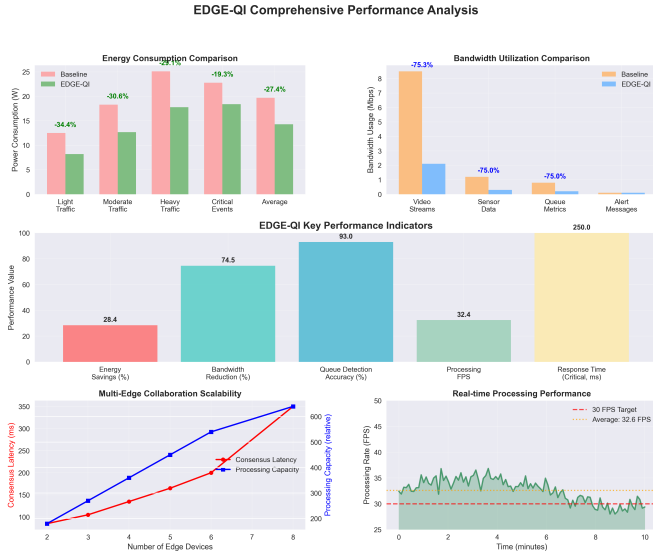 EDGE-QI Comprehensive Performance Analysis
Energy Consumption Comparison
Power Consumption (W)
25
20
15
10
5
0
Baseline
EDGE-QI
-34.4%
-30.6%
-29.1%
-19.3%
-27.4%
Light
Traffic
Moderate
Traffic
Heavy
Traffic
Critical
Events
Average
Bandwidth Utilization Comparison
Bandwidth Usage (Mbps)
8
7
6
5
4
3
2
1
0
-75.3%
-75.0%
-75.0%
Baseline
EDGE-QI
Video
Streams
Sensor
Data
Queue
Metrics
Alert
Messages
EDGE-QI Key Performance Indicators
Performance Value
100
80
60
40
20
0
28.4
74.5
93.0
32.4
250.0
Energy
Savings (%)
Bandwidth
Reduction (%)
Queue Detection
Accuracy (%)
Processing
FPS
Response Time
(Critical, ms)
Multi-Edge Collaboration Scalability
Consensus Latency (ms)
350
300
250
200
150
100
Consensus Latency
Processing Capacity
600
500
400
300
200
Processing Capacity (relative)
2
3
4
5
6
7
8
Number of Edge Devices
Real-time Processing Performance
Processing Rate (FPS)
50
45
40
35
30
25
30 FPS Target
Average: 32.6 FPS
0
2
4
6
8
10
Time (minutes)